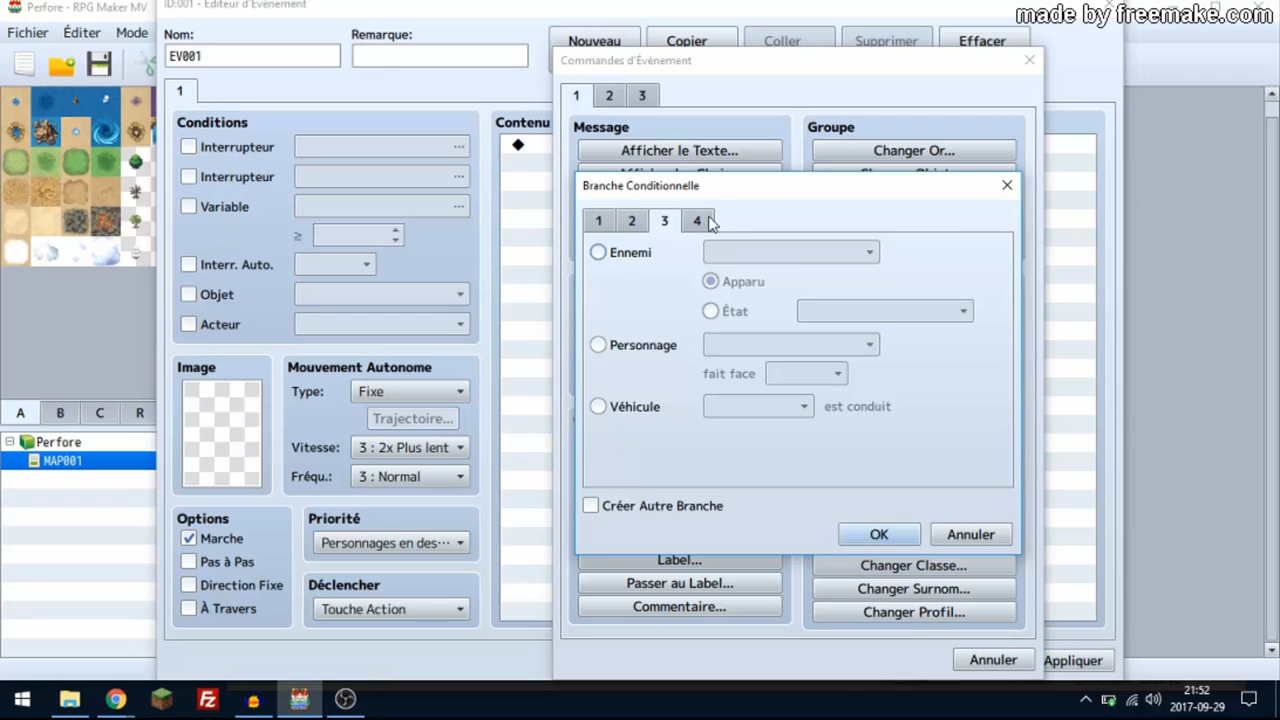 Perfore - RPG Maker MV
ID:001 - Éditeur d'Événement
made by freemake.com
Fichier Éditer Mode
Nom:
Remarque:
EV001
Nouveau
Copier
Coller
Supprimer
Effacer
Commandes d'Évènement
1
1 2 3
Conditions
Contenu
Message
Groupe
Interrupteur ...
◆
Afficher le Texte...
Changer Or...
Interrupteur ...
Branche Conditionnelle
Variable ...
1 2 3 4
≥
Ennemi
Interr. Auto.
Apparu
Objet
État
Acteur
Personnage
Image
Mouvement Autonome
fait face
Type: Fixe
Véhicule est conduit
Trajectoire...
A B C R
Perfore
Vitesse: 3 : 2x Plus lent
MAP001
Fréqu.: 3 : Normal
Créer Autre Branche
Options
Priorité
Marche
Personnages en des···
OK
Annuler
Pas à Pas
Label...
Changer Classe...
Direction Fixe
Déclencher
Passer au Label...
Changer Surnom...
À Travers
Touche Action
Commentaire...
Changer Profil...
Annuler
Appliquer
21:52
2017-09-29